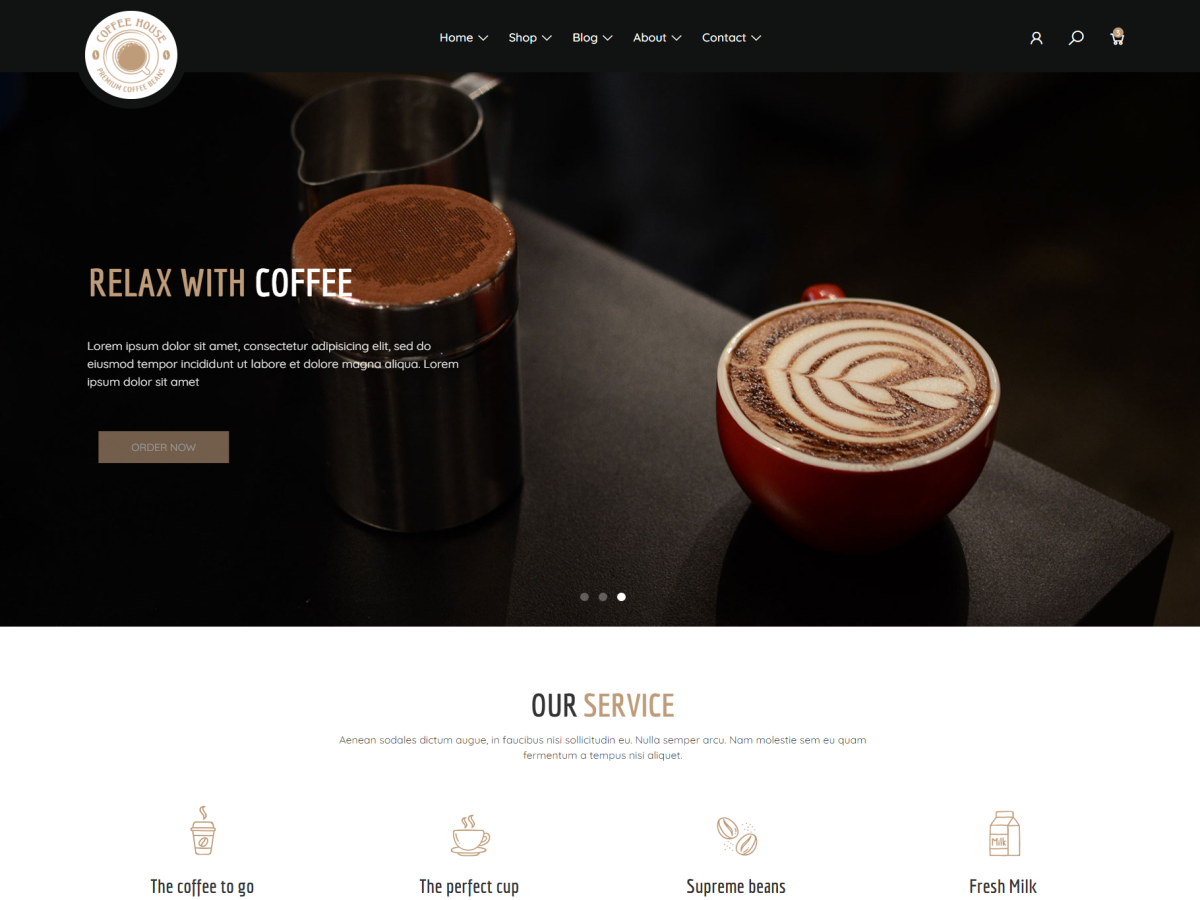 COFFEE HOUSE
PREMIUM COFFEE BEANS
Home Shop Blog About Contact
3
RELAX WITH COFFEE
Lorem ipsum dolor sit amet, consectetur adipisicing elit, sed do
eiusmod tempor incididunt ut labore et dolore magna aliqua. Lorem
ipsum dolor sit amet
ORDER NOW
OUR SERVICE
Aenean sodales dictum augue, in faucibus nisi sollicitudin eu. Nulla semper arcu. Nam molestie sem eu quam
fermentum a tempus nisi aliquet.
Milk
The coffee to go
The perfect cup
Supreme beans
Fresh Milk